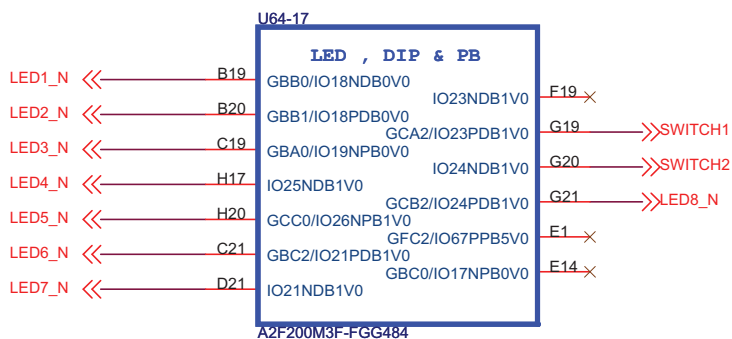 U64-17
LED , DIP & PB
LED1_N B19 GBB0/IO18NDB0V0
IO23NDB1V0 F19
LED2_N B20 GBB1/IO18PDB0V0
GCA2/IO23PDB1V0 G19 SWITCH1
LED3_N C19 GBA0/IO19NPB0V0
IO24NDB1V0 G20 SWITCH2
LED4_N H17 IO25NDB1V0
GCB2/IO24PDB1V0 G21 LED8_N
LED5_N H20 GCC0/IO26NPB1V0
GFC2/IO67PPB5V0 E1
LED6_N C21 GBC2/IO21PDB1V0
GBC0/IO17NPB0V0 E14
LED7_N D21 IO21NDB1V0
A2F200M3F-FGG484